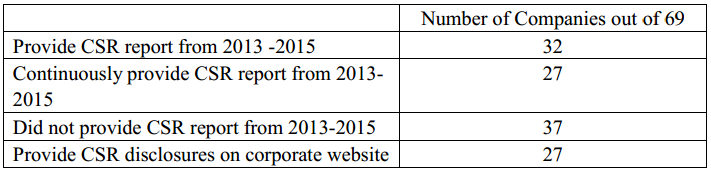 Number of Companies out of 69
Provide CSR report from 2013 -2015 32
Continuously provide CSR report from 2013- 27
2015
Did not provide CSR report from 2013-2015 37
Provide CSR disclosures on corporate website 27